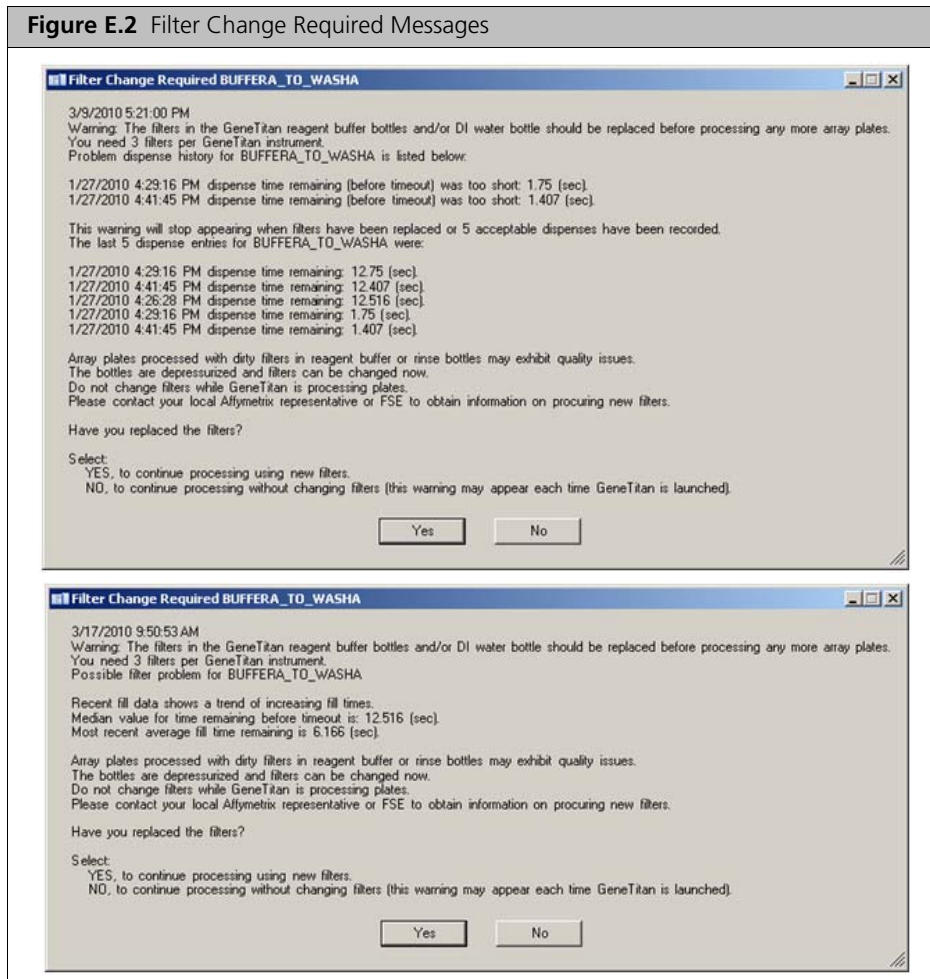 Figure E.2 Filter Change Required Messages
Filter Change Required BUFFERA_TO_WASHA
3/9/2010 5:21:00 PM
Warning: The filters in the GeneTitan reagent buffer bottles and/or DI water bottle should be replaced before processing any more array plates.
You need 3 filters per GeneTitan instrument.
Problem dispense history for BUFFERA_TO_WASHA is listed below:
1/27/2010 4:29:16 PM dispense time remaining (before timeout) was too short: 1.75 (sec).
1/27/2010 4:41:45 PM dispense time remaining (before timeout) was too short: 1.407 (sec).
This warning will stop appearing when filters have been replaced or 5 acceptable dispenses have been recorded.
The last 5 dispense entries for BUFFERA_TO_WASHA were:
1/27/2010 4:29:16 PM dispense time remaining: 12.75 (sec).
1/27/2010 4:41:45 PM dispense time remaining: 12.407 (sec).
1/27/2010 4:26:28 PM dispense time remaining: 12.516 (sec).
1/27/2010 4:29:16 PM dispense time remaining: 1.75 (sec).
1/27/2010 4:41:45 PM dispense time remaining: 1.407 (sec).
Array plates processed with dirty filters in reagent buffer or rinse bottles may exhibit quality issues.
The bottles are depressurized and filters can be changed now.
Do not change filters while GeneTitan is processing plates.
Please contact your local Affymetrix representative or FSE to obtain information on procuring new filters.
Have you replaced the filters?
Select:
YES, to continue processing using new filters.
NO, to continue processing without changing filters (this warning may appear each time GeneTitan is launched).
Yes No
Filter Change Required BUFFERA_TO_WASHA
3/17/2010 9:50:53 AM
Warning: The filters in the GeneTitan reagent buffer bottles and/or DI water bottle should be replaced before processing any more array plates.
You need 3 filters per GeneTitan instrument.
Possible filter problem for BUFFERA_TO_WASHA
Recent fill data shows a trend of increasing fill times.
Median value for time remaining before timeout is: 12.516 (sec).
Most recent average fill time remaining is 6.166 (sec).
Array plates processed with dirty filters in reagent buffer or rinse bottles may exhibit quality issues.
The bottles are depressurized and filters can be changed now.
Do not change filters while GeneTitan is processing plates.
Please contact your local Affymetrix representative or FSE to obtain information on procuring new filters.
Have you replaced the filters?
Select:
YES, to continue processing using new filters.
NO, to continue processing without changing filters (this warning may appear each time GeneTitan is launched).
Yes No